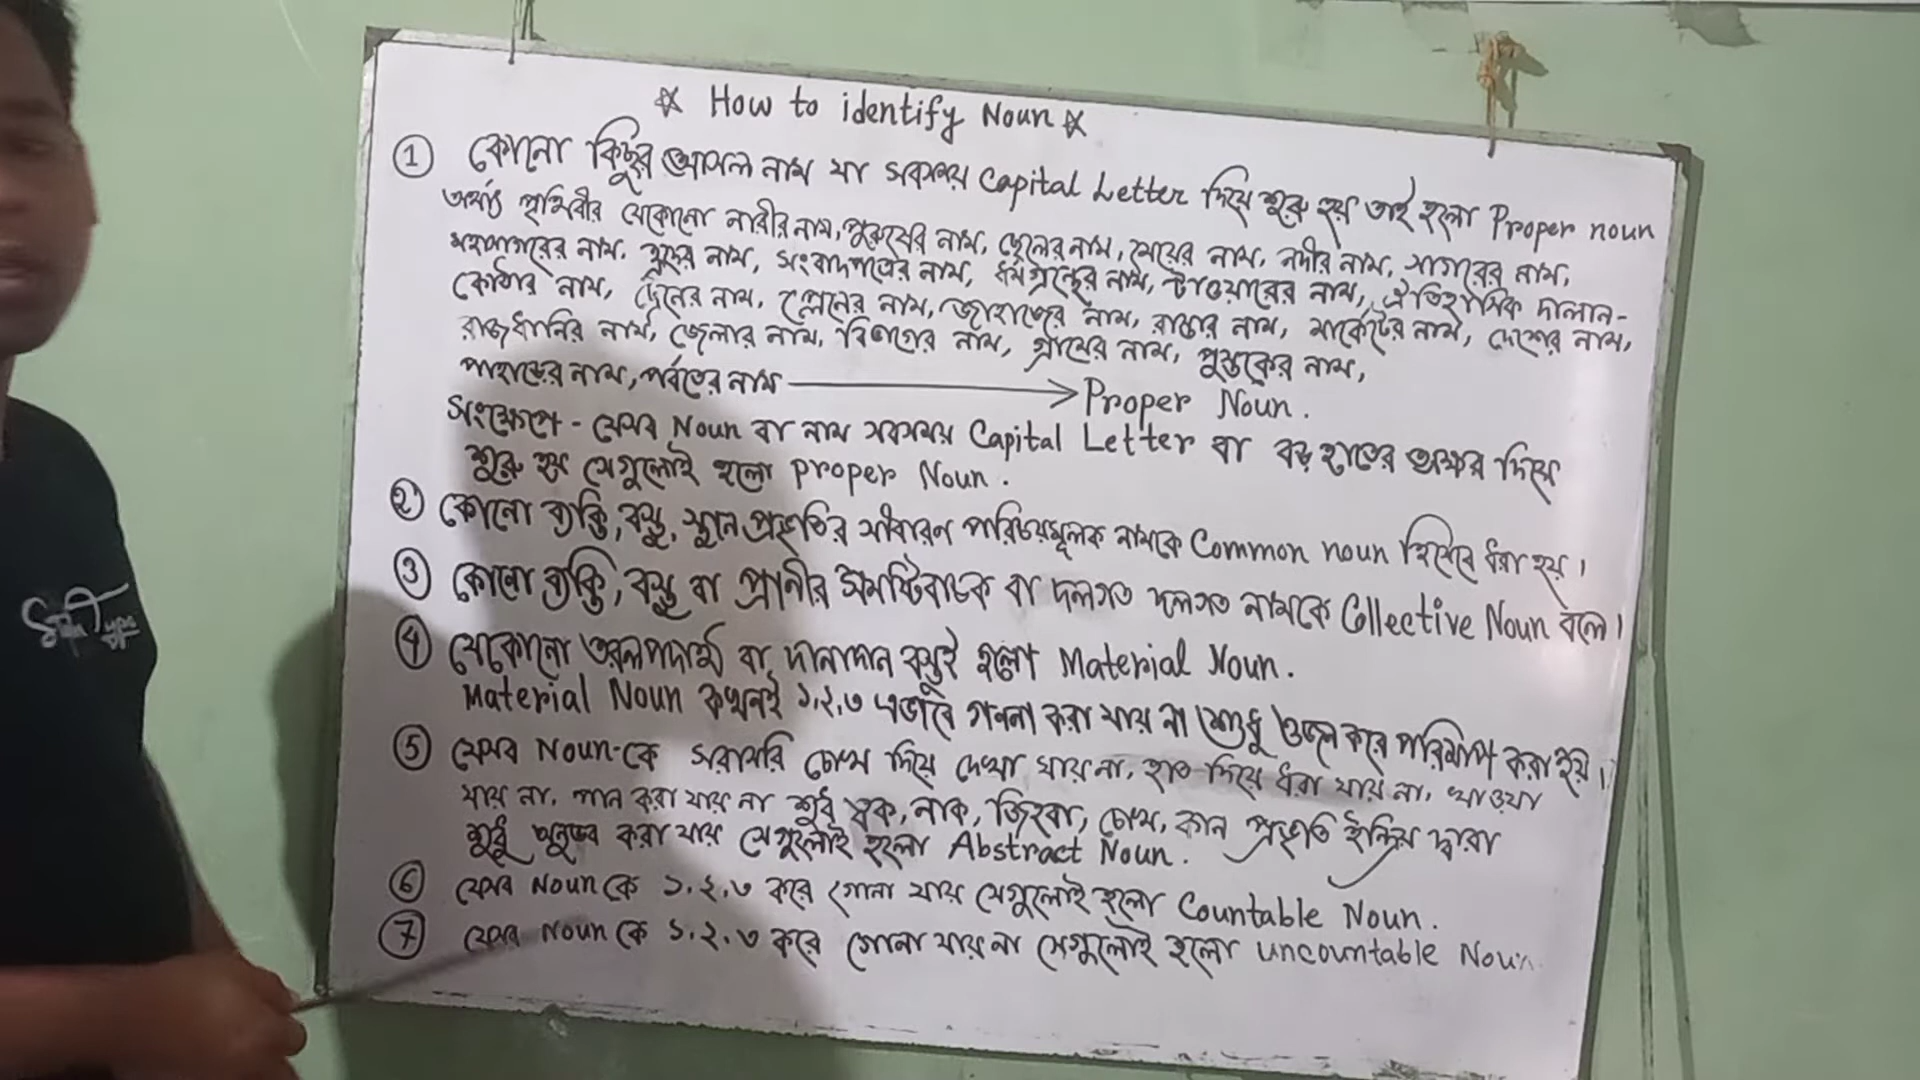 ☆ How to identify Noun ☆
① কোনো কিছুর আসল নাম যা সবসময় Capital Letter দিয়ে শুরু হয় তাই হলো Proper noun
অর্থাৎ পৃথিবীর যেকোনো নারীর নাম, পুরুষের নাম, ছেলের নাম, মেয়ের নাম, নদীর নাম, সাগরের নাম,
মহাসাগরের নাম, হ্রদের নাম, সংবাদপত্রের নাম, ধর্মগ্রন্থের নাম, টাওয়ারের নাম, ঐতিহাসিক দালান-
কোঠার নাম, ট্রেনের নাম, প্লেনের নাম, জাহাজের নাম, রাস্তার নাম, মার্কেটের নাম, দেশের নাম,
রাজধানির নাম, জেলার নাম, বিভাগের নাম, গ্রামের নাম, পুস্তকের নাম,
পাহাড়ের নাম, পর্বতের নাম → Proper Noun.
সংক্ষেপে - যেসব Noun বা নাম সবসময় Capital Letter বা বড় হাতের অক্ষর দিয়ে
শুরু হয় সেগুলোই হলো Proper Noun.
② কোনো ব্যক্তি, বস্তু, স্থান প্রভৃতির সাধারণ পরিচয়মূলক নামকে Common noun হিসেবে ধরা হয়।
③ কোনো ব্যক্তি, বস্তু বা প্রাণীর সমষ্টিবাচক বা দলগত দলগত নামকে Collective Noun বলে।
④ যেকোনো তরলপদার্থ বা দানাদান বস্তুই হলো Material Noun.
Material Noun কখনই ১,২,৩ এভাবে গননা করা যায় না শুধু ওজন করে পরিমাপ করা হয়।
⑤ যেসব Noun-কে সরাসরি চোখ দিয়ে দেখা যায় না, হাত দিয়ে ধরা যায় না, খাওয়া
যায় না, পান করা যায় না শুধু ত্বক, নাক, জিহবা, চোখ, কান প্রভৃতি ইন্দ্রিয় দ্বারা
শুধু অনুভব করা যায় সেগুলোই হলো Abstract Noun.
⑥ যেসব Noun কে ১.২.৩ করে গোনা যায় সেগুলোই হলো Countable Noun.
⑦ যেসব Noun কে ১.২.৩ করে গোনা যায় না সেগুলোই হলো uncountable Noun